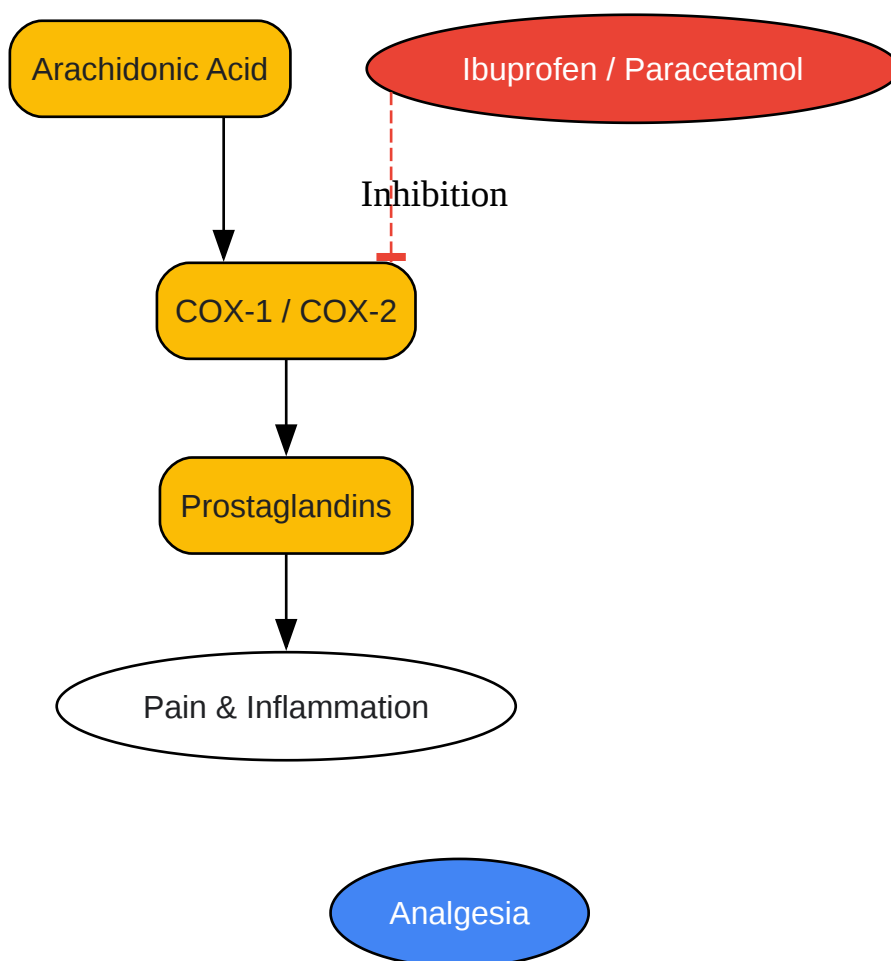 Arachidonic Acid
Ibuprofen / Paracetamol
Inhibition
COX-1 / COX-2
Prostaglandins
Pain & Inflammation
Analgesia